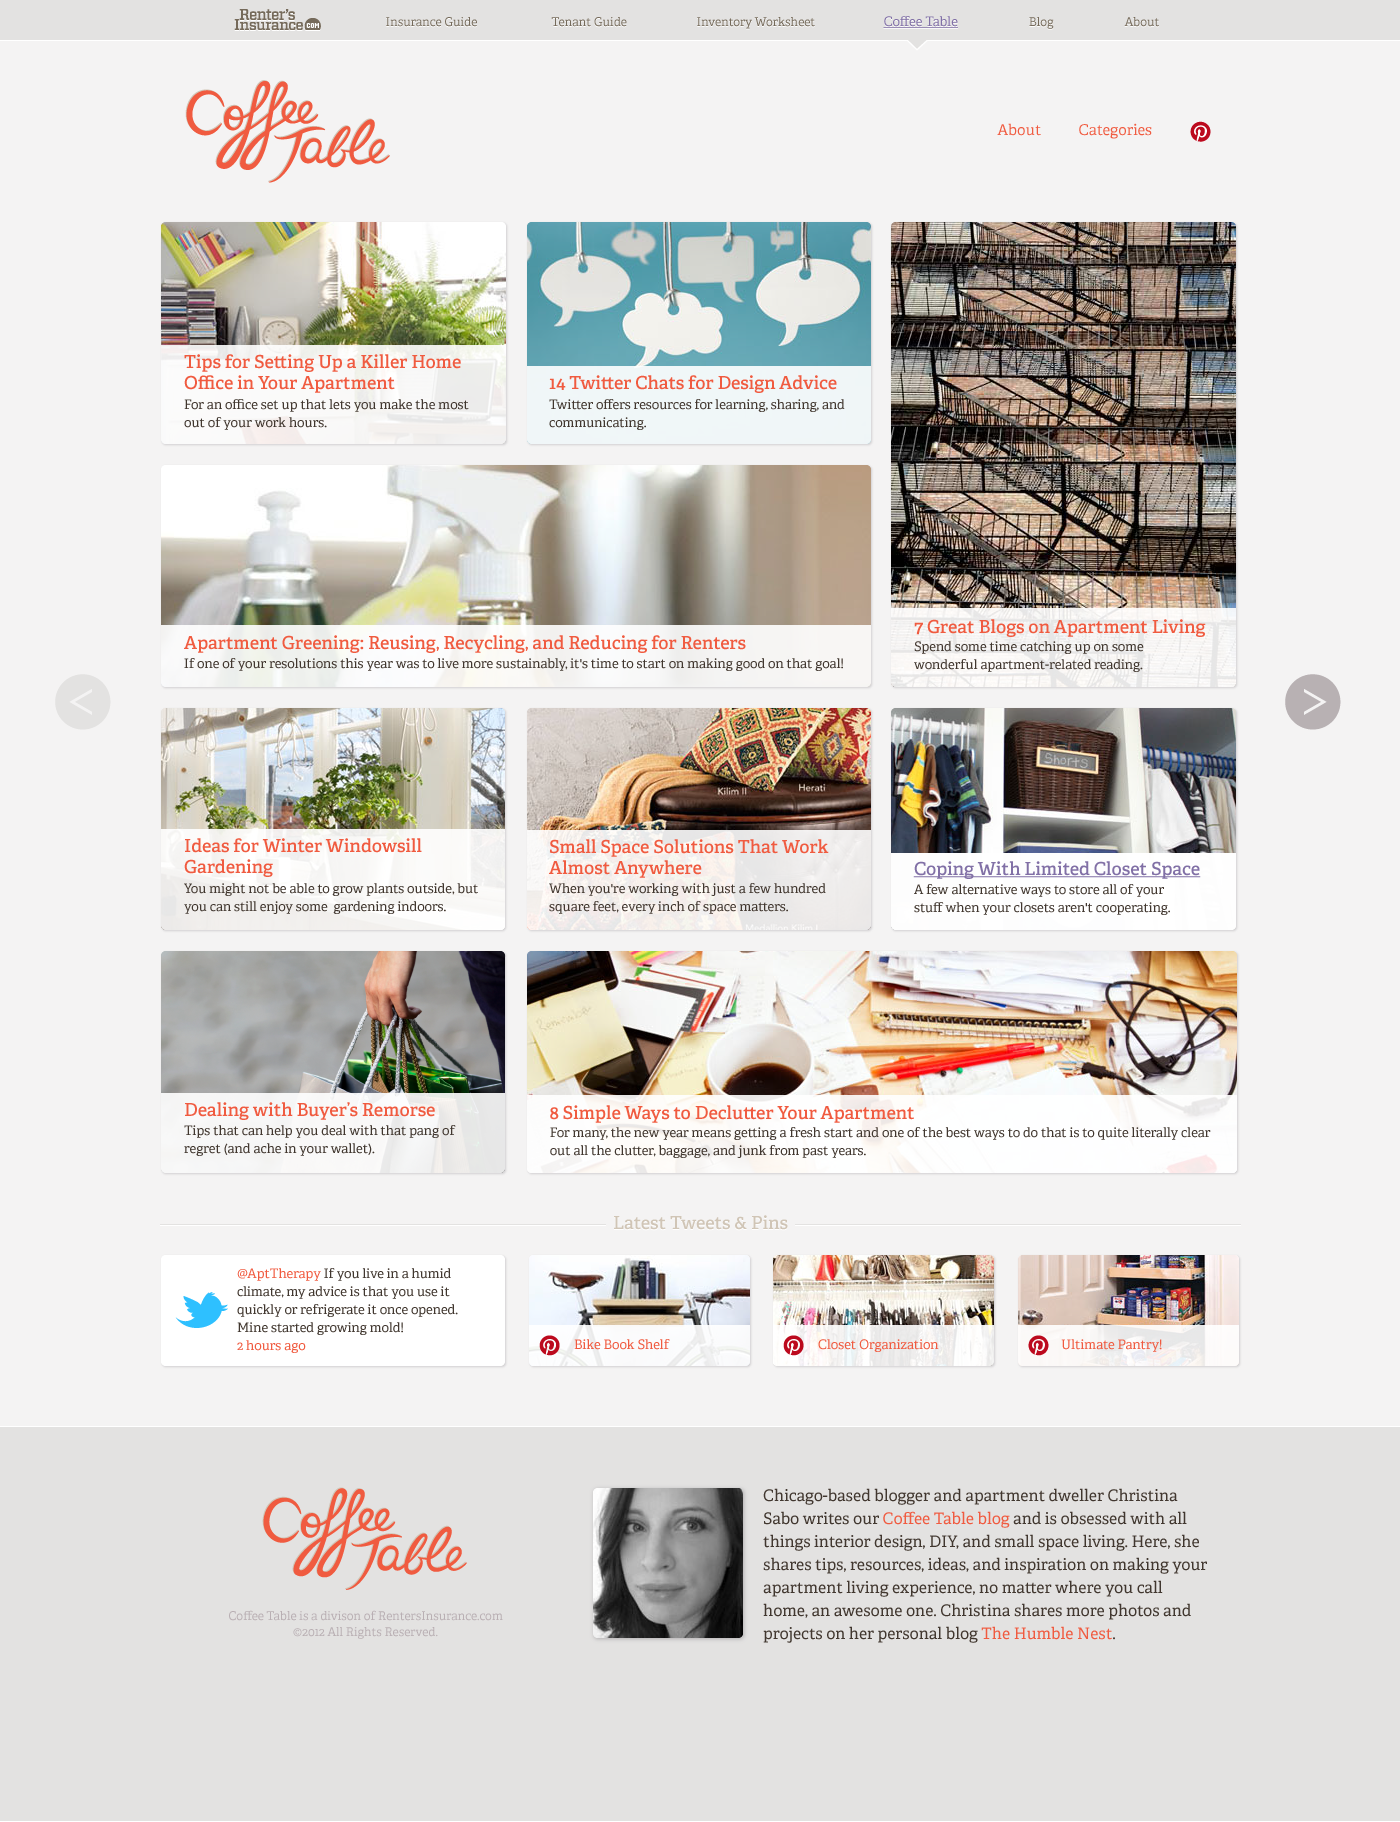 Renter's
Insurance.COM
Insurance Guide
Tenant Guide
Inventory Worksheet
Coffee Table
Blog
About
Coffee
Table
About
Categories
Tips for Setting Up a Killer Home
Office in Your Apartment
For an office set up that lets you make the most
out of your work hours.
14 Twitter Chats for Design Advice
Twitter offers resources for learning, sharing, and
communicating.
7 Great Blogs on Apartment Living
Spend some time catching up on some
wonderful apartment-related reading.
Apartment Greening: Reusing, Recycling, and Reducing for Renters
If one of your resolutions this year was to live more sustainably, it's time to start on making good on that goal!
<
>
Ideas for Winter Windowsill
Gardening
You might not be able to grow plants outside, but
you can still enjoy some gardening indoors.
Kilim II
Herati
Small Space Solutions That Work
Almost Anywhere
When you're working with just a few hundred
square feet, every inch of space matters.
Shorts
Coping With Limited Closet Space
A few alternative ways to store all of your
stuff when your closets aren't cooperating.
Dealing with Buyer's Remorse
Tips that can help you deal with that pang of
regret (and ache in your wallet).
8 Simple Ways to Declutter Your Apartment
For many, the new year means getting a fresh start and one of the best ways to do that is to quite literally clear
out all the clutter, baggage, and junk from past years.
Latest Tweets & Pins
@AptTherapy If you live in a humid
climate, my advice is that you use it
quickly or refrigerate it once opened.
Mine started growing mold!
2 hours ago
Bike Book Shelf
Closet Organization
Ultimate Pantry!
Coffee
Table
Coffee Table is a divison of RentersInsurance.com
©2012 All Rights Reserved.
Chicago-based blogger and apartment dweller Christina
Sabo writes our Coffee Table blog and is obsessed with all
things interior design, DIY, and small space living. Here, she
shares tips, resources, ideas, and inspiration on making your
apartment living experience, no matter where you call
home, an awesome one. Christina shares more photos and
projects on her personal blog The Humble Nest.